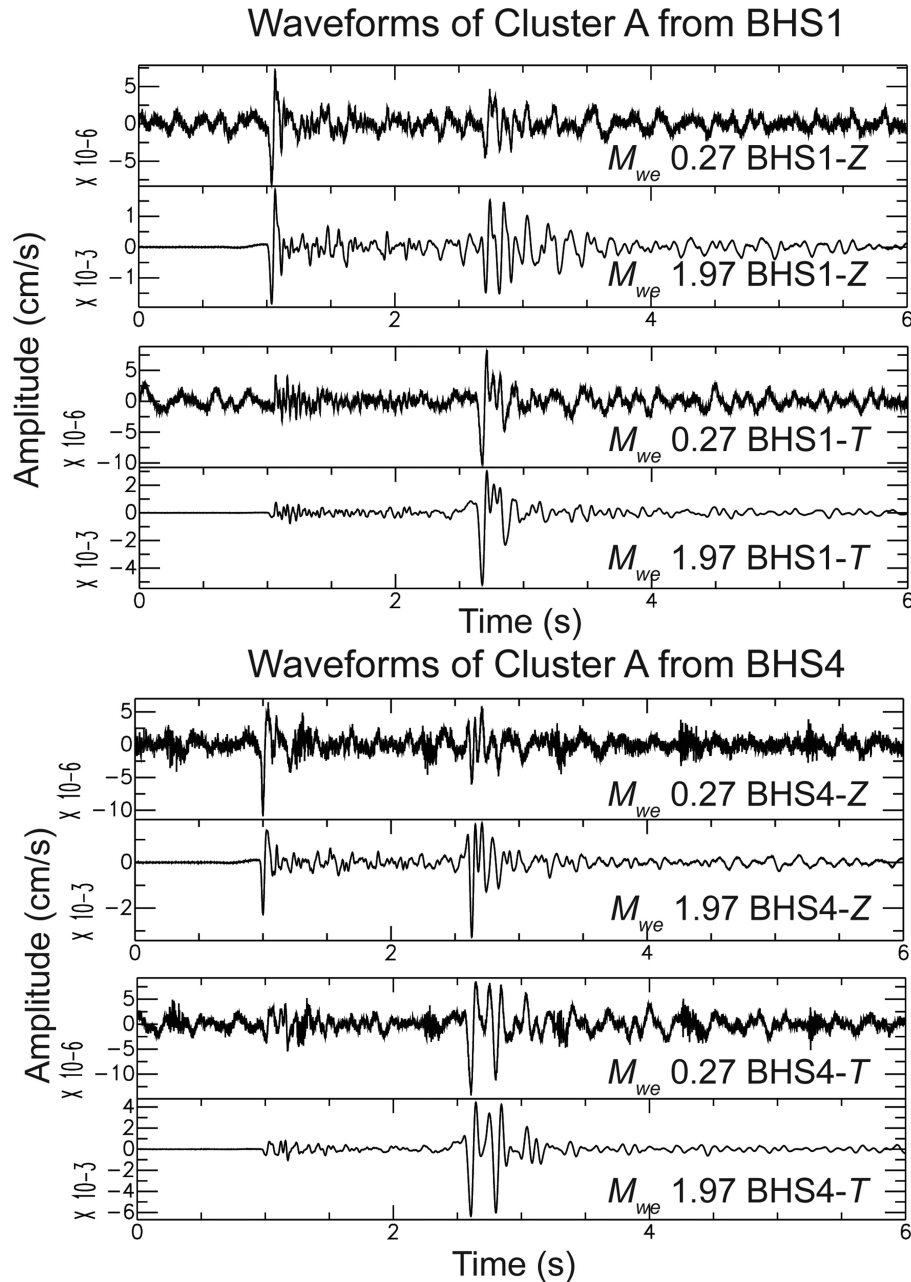 Waveforms of Cluster A from BHS1
Amplitude (cm/s)
X 10-6
5
0
-5
Mwe 0.27 BHS1-Z
X 10-3
1
0
-1
Mwe 1.97 BHS1-Z
0 2 4 6
X 10-6
5
0
-5
-10
Mwe 0.27 BHS1-T
X 10-3
2
0
-2
-4
Mwe 1.97 BHS1-T
0 2 4 6
Time (s)
Waveforms of Cluster A from BHS4
Amplitude (cm/s)
X 10-6
5
0
-5
-10
Mwe 0.27 BHS4-Z
X 10-3
0
-2
Mwe 1.97 BHS4-Z
0 2 4 6
X 10-6
5
0
-5
-10
Mwe 0.27 BHS4-T
X 10-3
4
2
0
-2
-4
-6
Mwe 1.97 BHS4-T
0 2 4 6
Time (s)